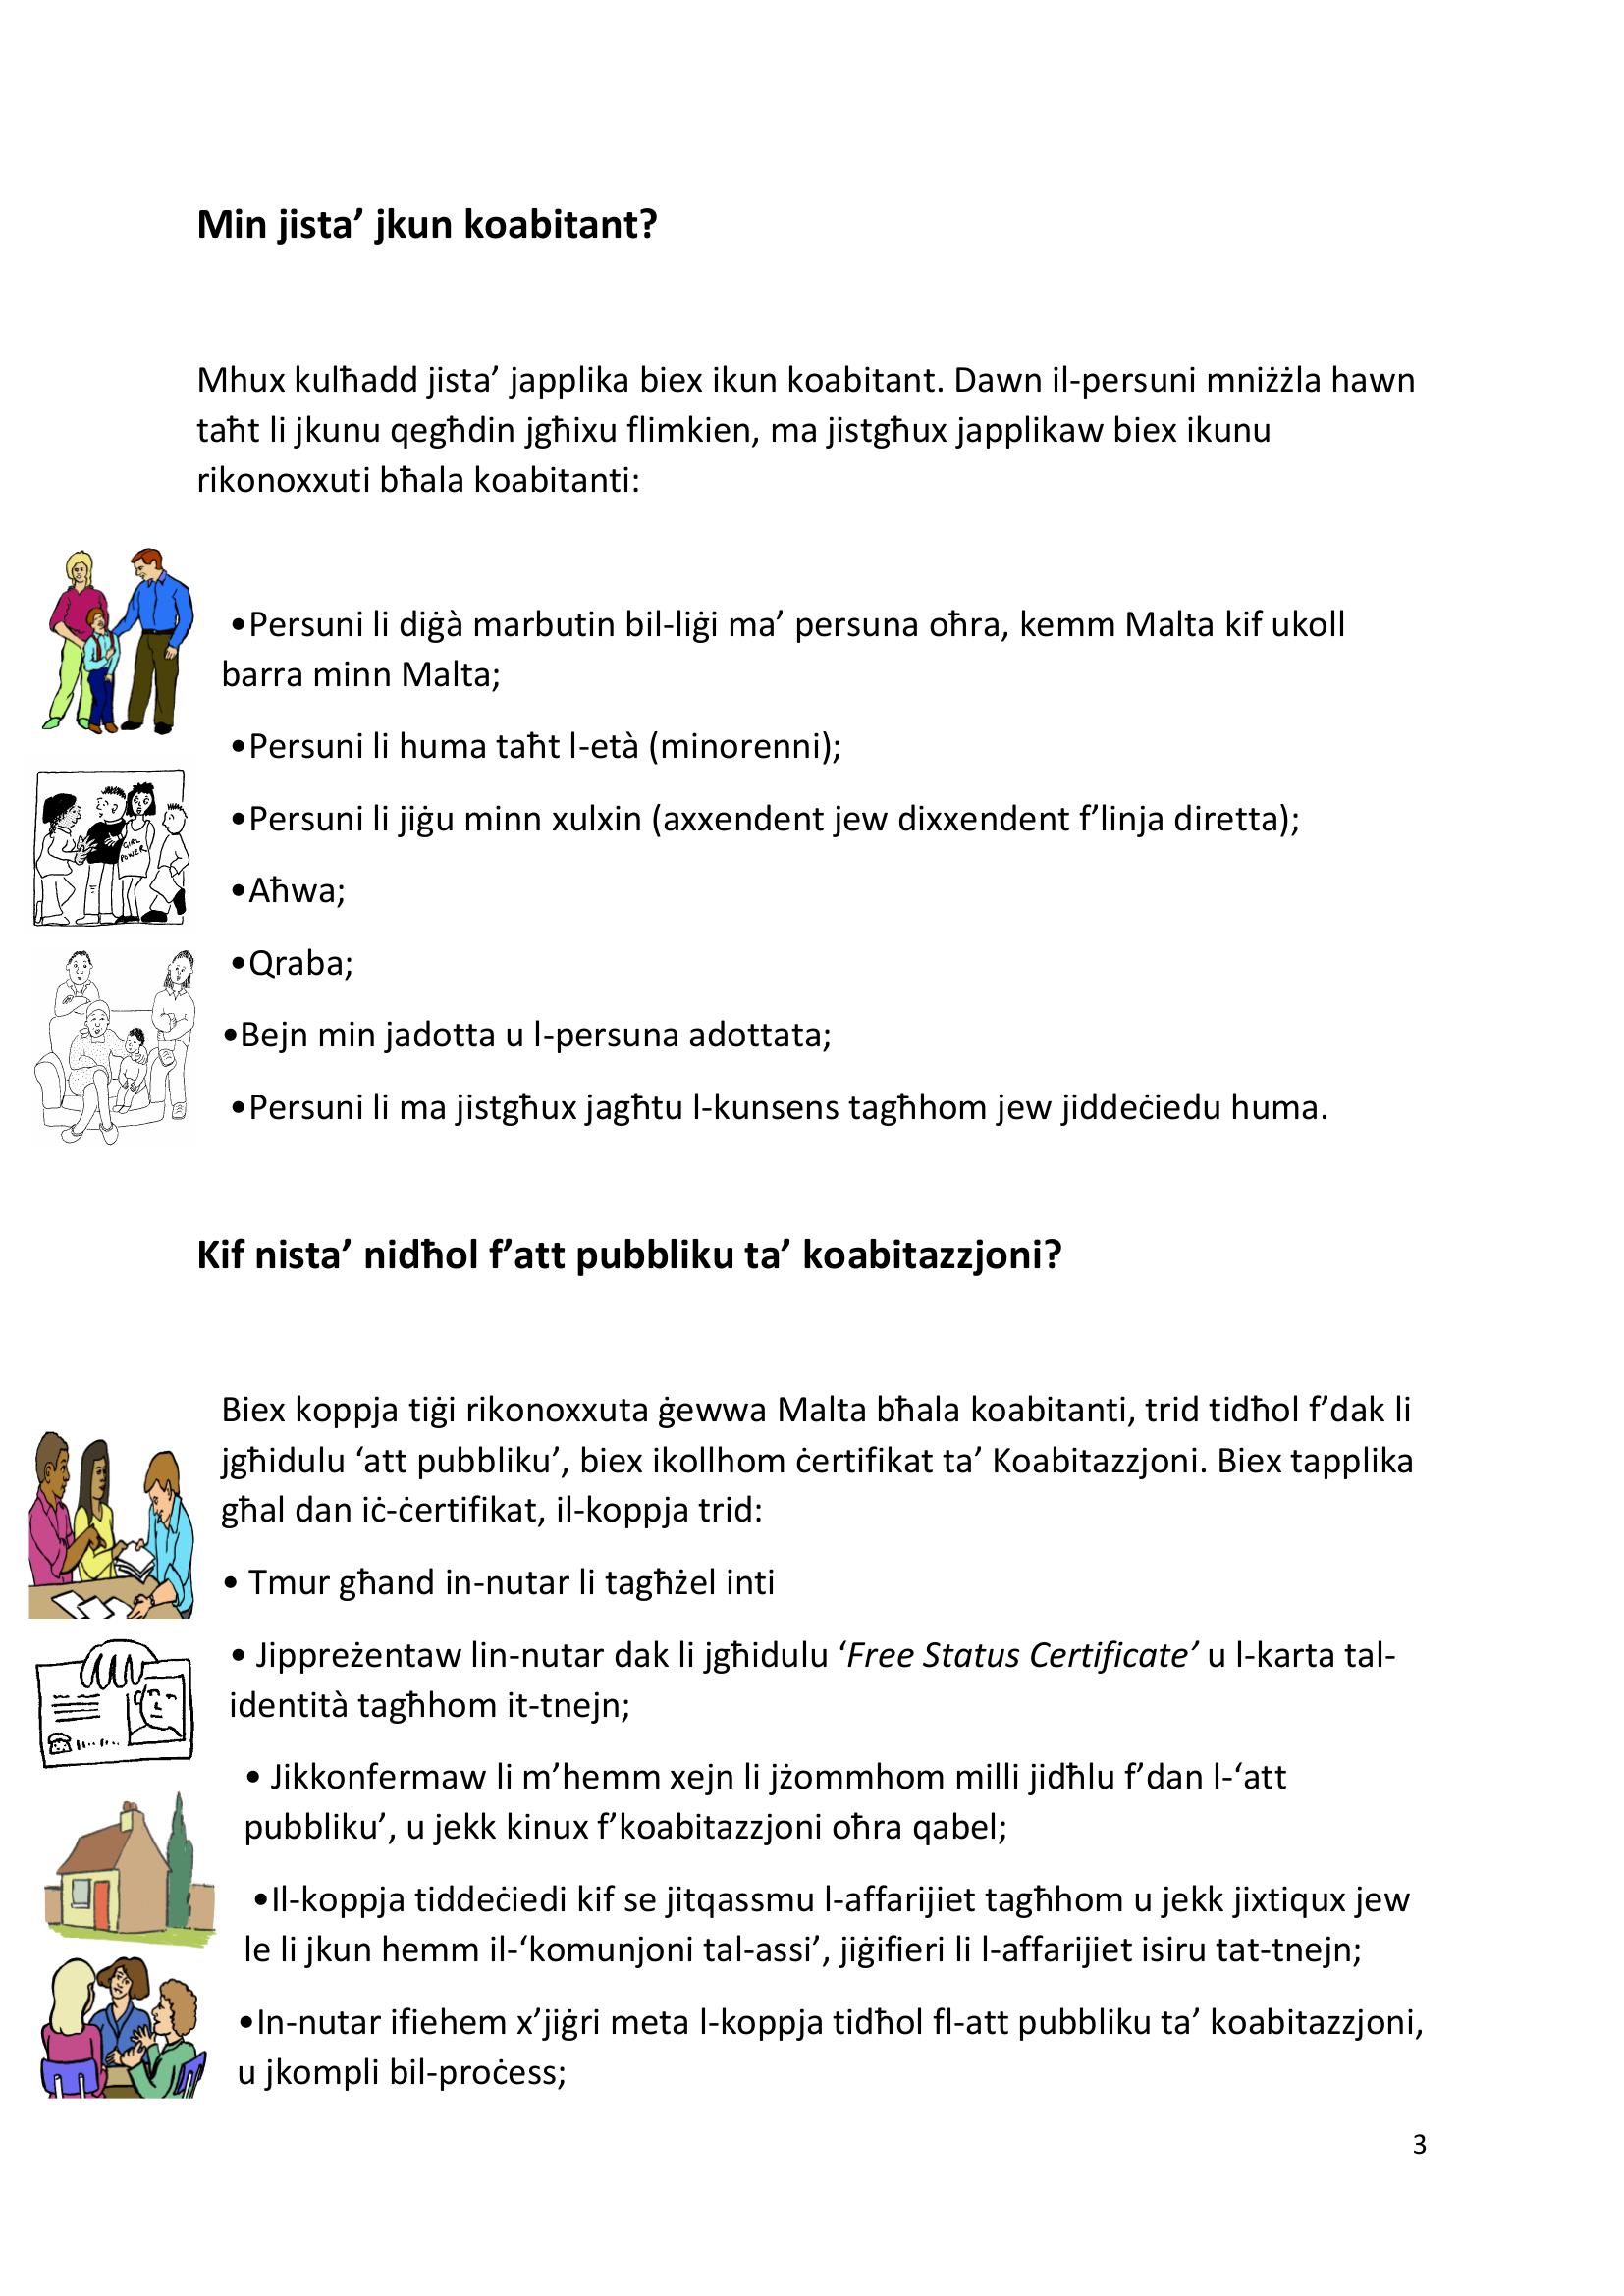 Min jista’ jkun koabitant?
Mhux kulħadd jista’ japplika biex ikun koabitant. Dawn il-persuni mniżżla hawn
taħt li jkunu qegħdin jgħixu flimkien, ma jistgħux japplikaw biex ikunu
rikonoxxuti bħala koabitanti:
•Persuni li diġà marbutin bil-liġi ma’ persuna oħra, kemm Malta kif ukoll
barra minn Malta;
•Persuni li huma taħt l-età (minorenni);
•Persuni li jiġu minn xulxin (axxendent jew dixxendent f’linja diretta);
GIRL
POWER
•Aħwa;
•Qraba;
•Bejn min jadotta u l-persuna adottata;
•Persuni li ma jistgħux jagħtu l-kunsens tagħhom jew jiddeċiedu huma.
Kif nista’ nidħol f’att pubbliku ta’ koabitazzjoni?
Biex koppja tiġi rikonoxxuta ġewwa Malta bħala koabitanti, trid tidħol f’dak li
jgħidulu ‘att pubbliku’, biex ikollhom ċertifikat ta’ Koabitazzjoni. Biex tapplika
għal dan iċ-ċertifikat, il-koppja trid:
• Tmur għand in-nutar li tagħżel inti
• Jippreżentaw lin-nutar dak li jgħidulu ‘Free Status Certificate’ u l-karta tal-
identità tagħhom it-tnejn;
• Jikkonfermaw li m’hemm xejn li jżommhom milli jidħlu f’dan l-‘att
pubbliku’, u jekk kinux f’koabitazzjoni oħra qabel;
•Il-koppja tiddeċiedi kif se jitqassmu l-affarijiet tagħhom u jekk jixtiqux jew
le li jkun hemm il-‘komunjoni tal-assi’, jiġifieri li l-affarijiet isiru tat-tnejn;
•In-nutar ifiehem x’jiġri meta l-koppja tidħol fl-att pubbliku ta’ koabitazzjoni,
u jkompli bil-proċess;
3